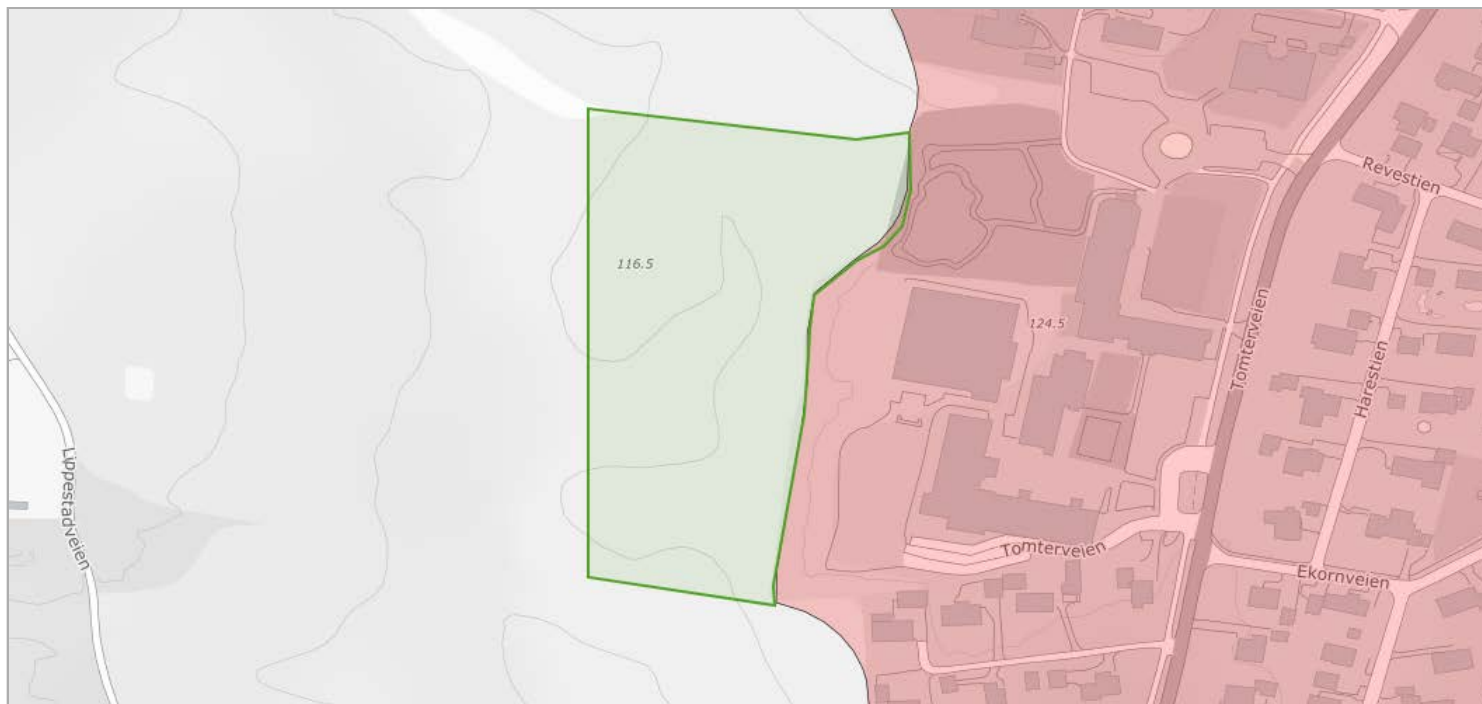 Revestien
116.5
124.5
Tomterveien
Harestien
Lippestadveien
Tomterveien
Ekornveien